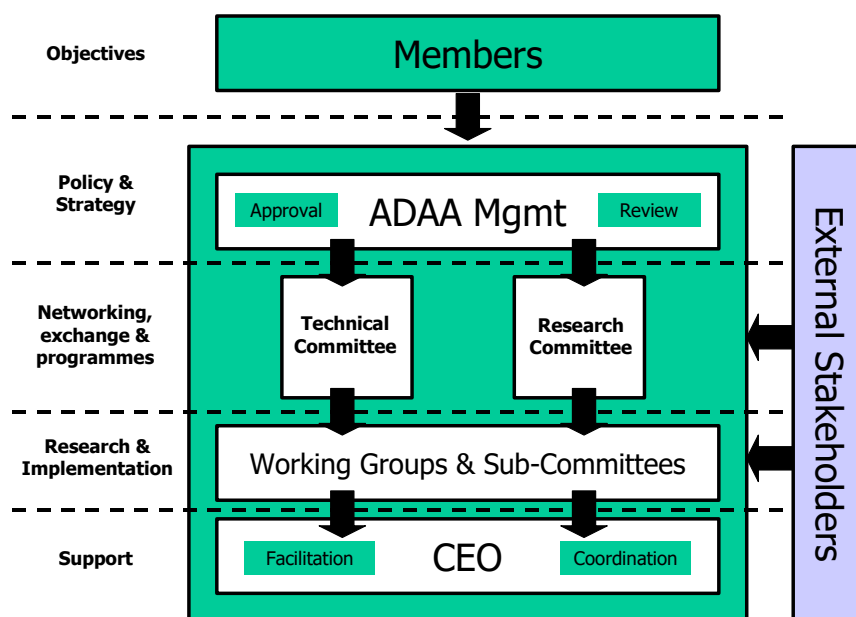 Objectives
Members
Policy &
Strategy
Approval
ADAA Mgmt
Review
Networking,
exchange &
programmes
Technical
Committee
Research
Committee
Research &
Implementation
Working Groups & Sub-Committees
Support
Facilitation
CEO
Coordination
External Stakeholders